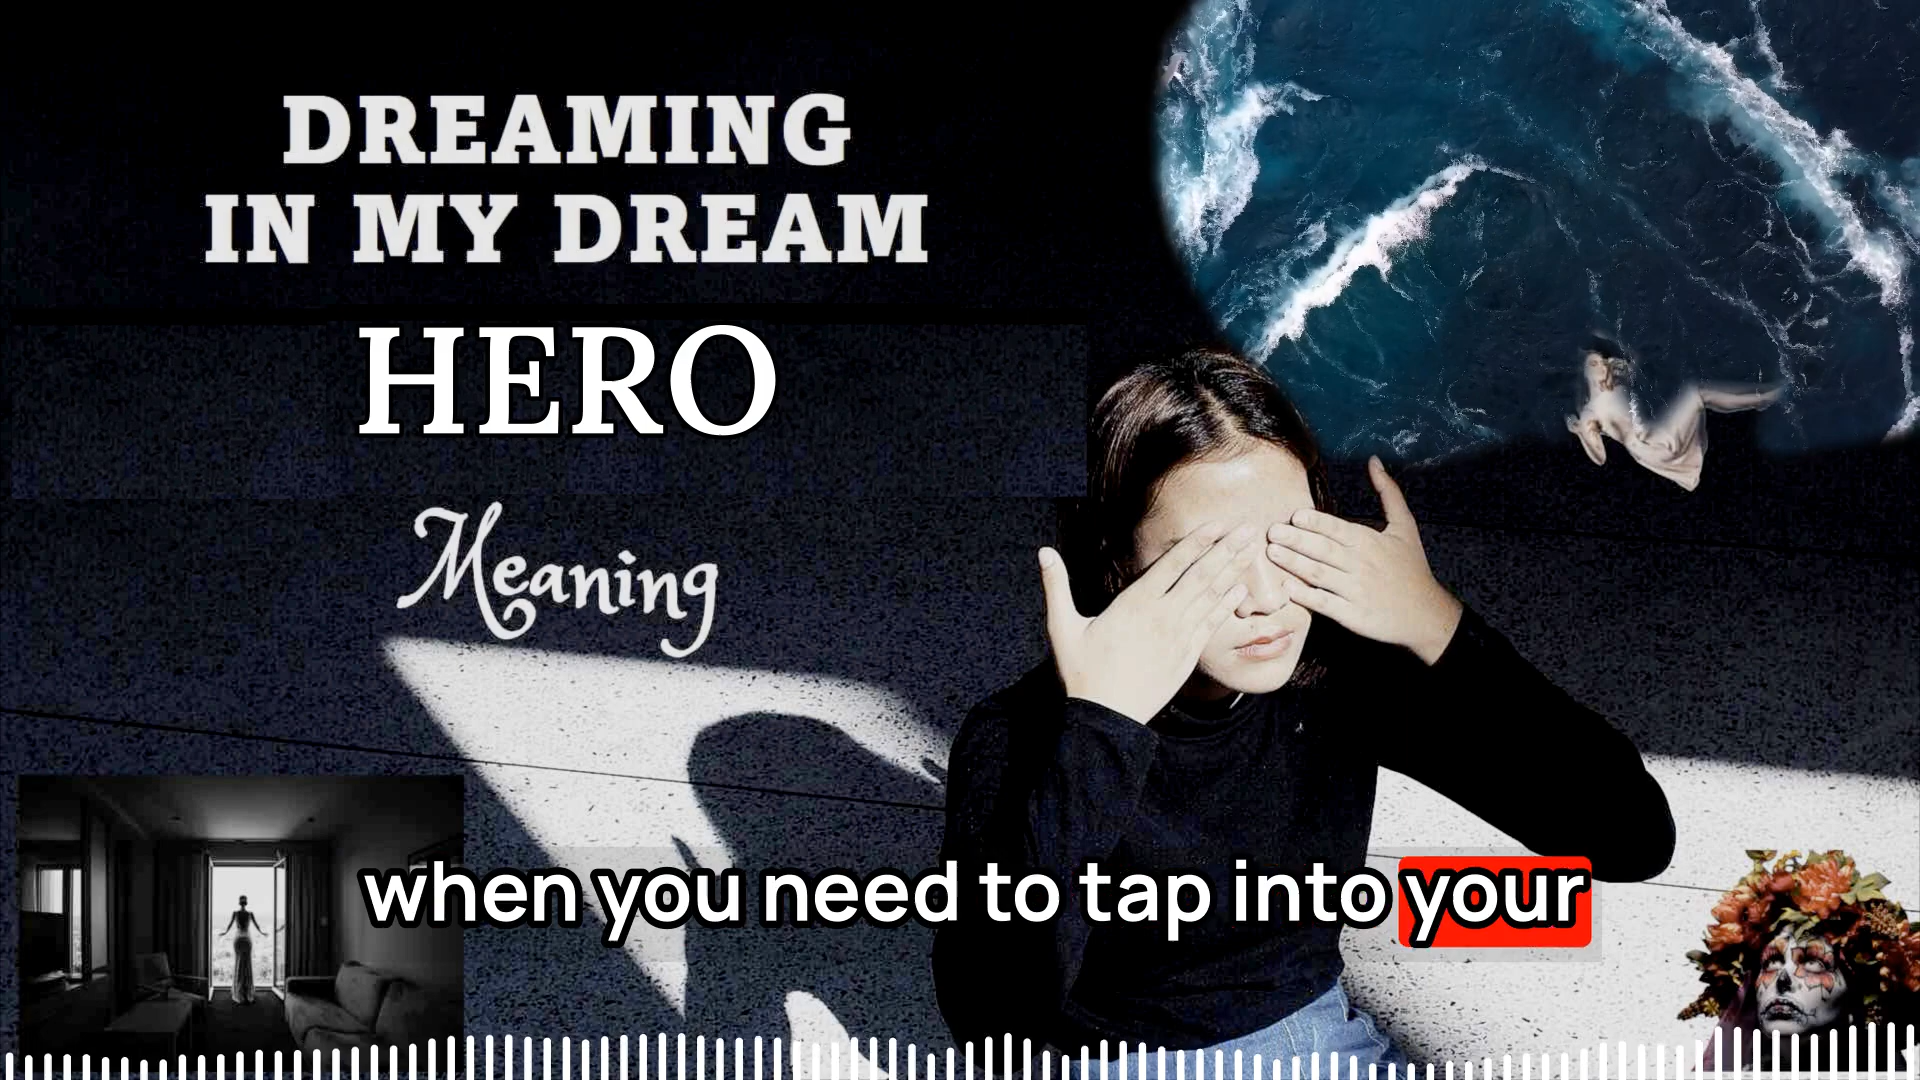 DREAMING
IN MY DREAM
HERO
Meaning
when you need to tap into your